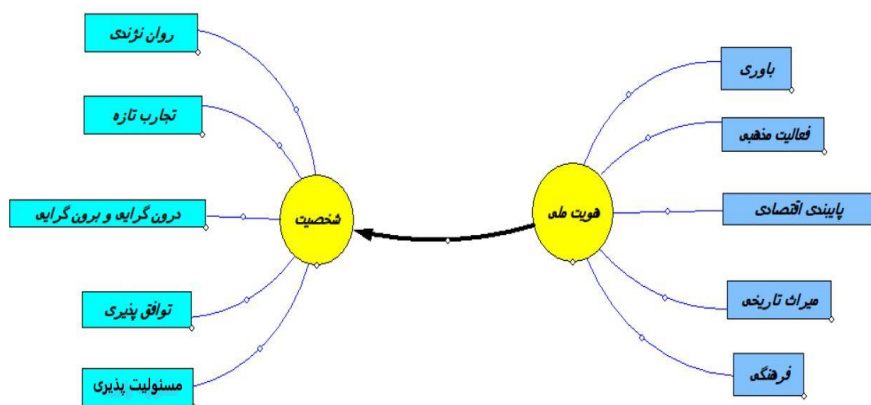 باوری
فعالیت مذهبی
پایبندی اقتصادی
میراث تاریخی
فرهنگی
هویت ملی
شخصیت
روان نژندی
تجارب تازه
درون گرایی و برون گرایی
توافق پذیری
مسئولیت پذیری